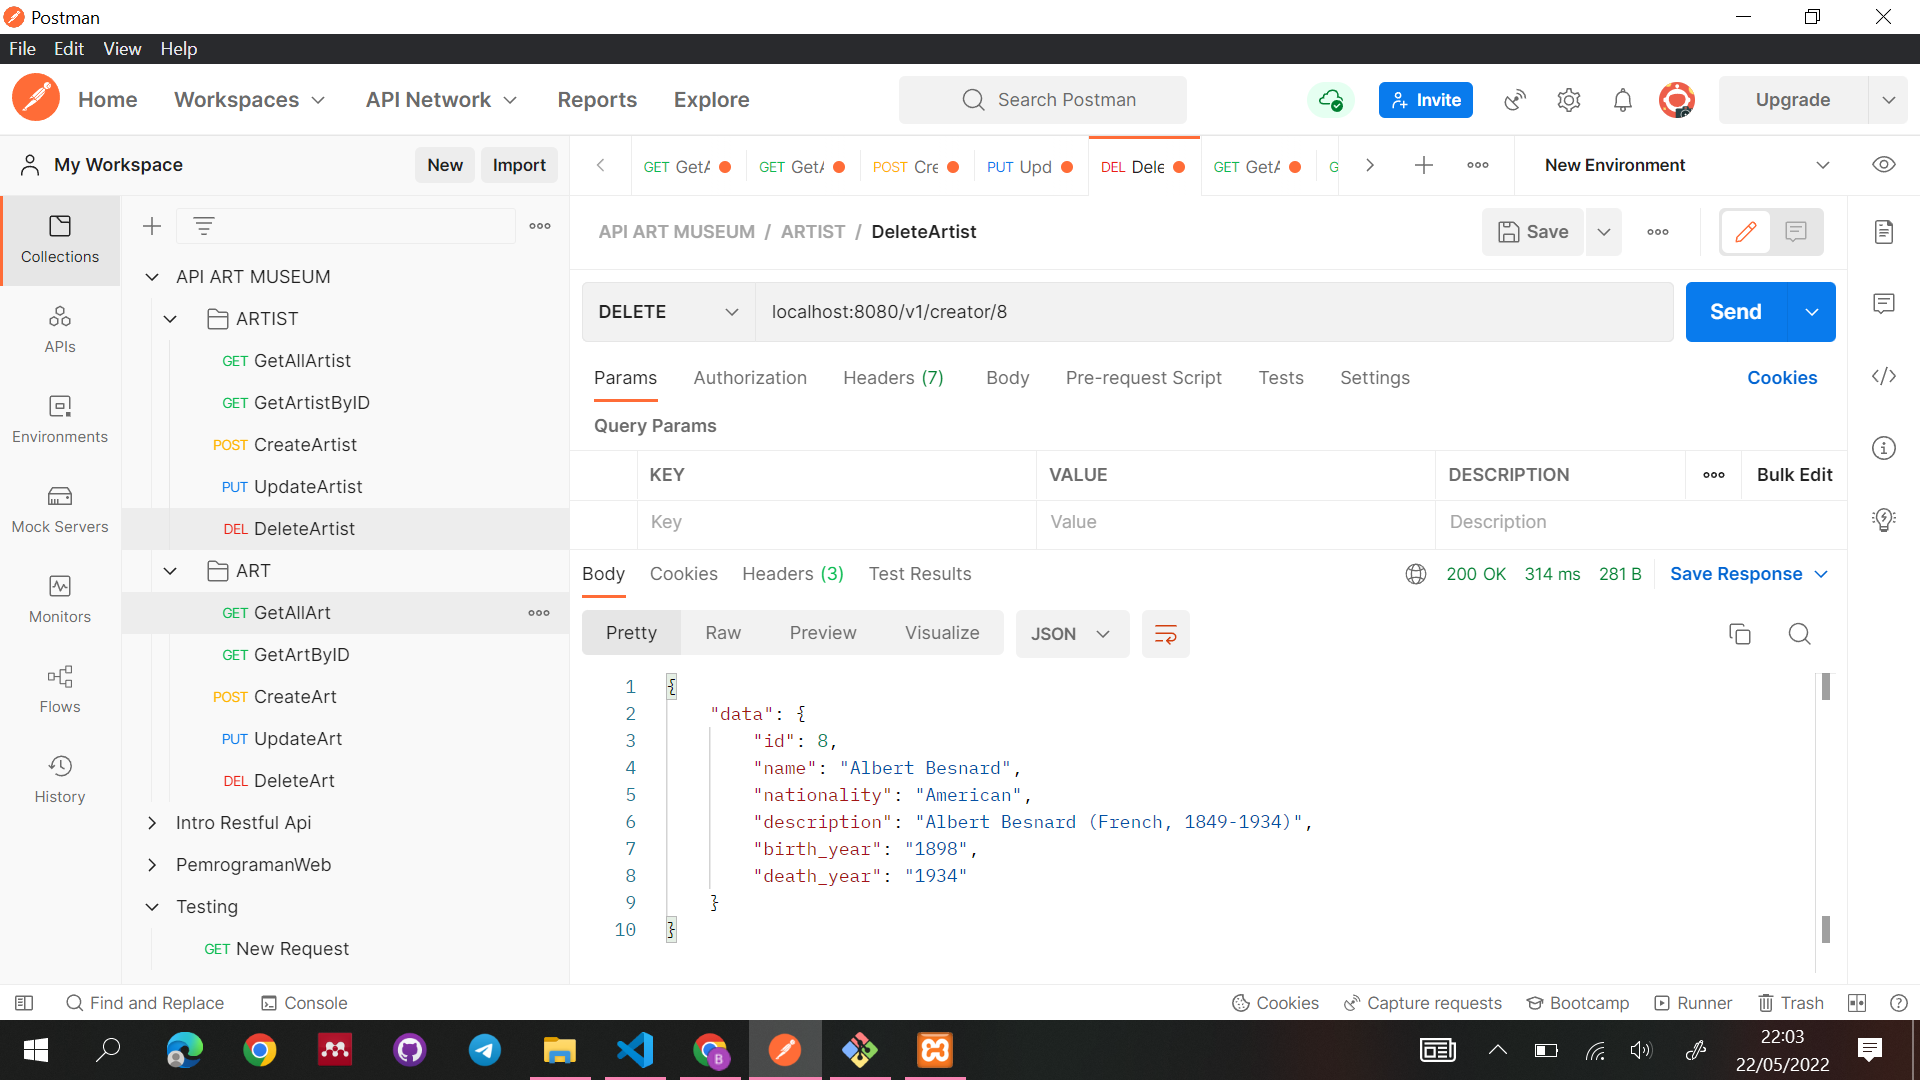 Postman
File Edit View Help
Home Workspaces API Network Reports Explore Search Postman Invite Upgrade
My Workspace New Import GET GetA GET GetA POST Cre PUT Upd DEL Dele GET GetA G New Environment
Collections
APIs
Environments
Mock Servers
Monitors
Flows
History
API ART MUSEUM
ARTIST
GET GetAllArtist
GET GetArtistByID
POST CreateArtist
PUT UpdateArtist
DEL DeleteArtist
ART
GET GetAllArt
GET GetArtByID
POST CreateArt
PUT UpdateArt
DEL DeleteArt
Intro Restful Api
PemrogramanWeb
Testing
GET New Request
API ART MUSEUM / ARTIST / DeleteArtist Save
DELETE localhost:8080/v1/creator/8 Send
Params Authorization Headers (7) Body Pre-request Script Tests Settings Cookies
Query Params
KEY VALUE DESCRIPTION Bulk Edit
Key Value Description
Body Cookies Headers (3) Test Results 200 OK 314 ms 281 B Save Response
Pretty Raw Preview Visualize JSON
1 {
2 "data": {
3 "id": 8,
4 "name": "Albert Besnard",
5 "nationality": "American",
6 "description": "Albert Besnard (French, 1849-1934)",
7 "birth_year": "1898",
8 "death_year": "1934"
9 }
10 }
Find and Replace Console Cookies Capture requests Bootcamp Runner Trash
B
22:03
22/05/2022